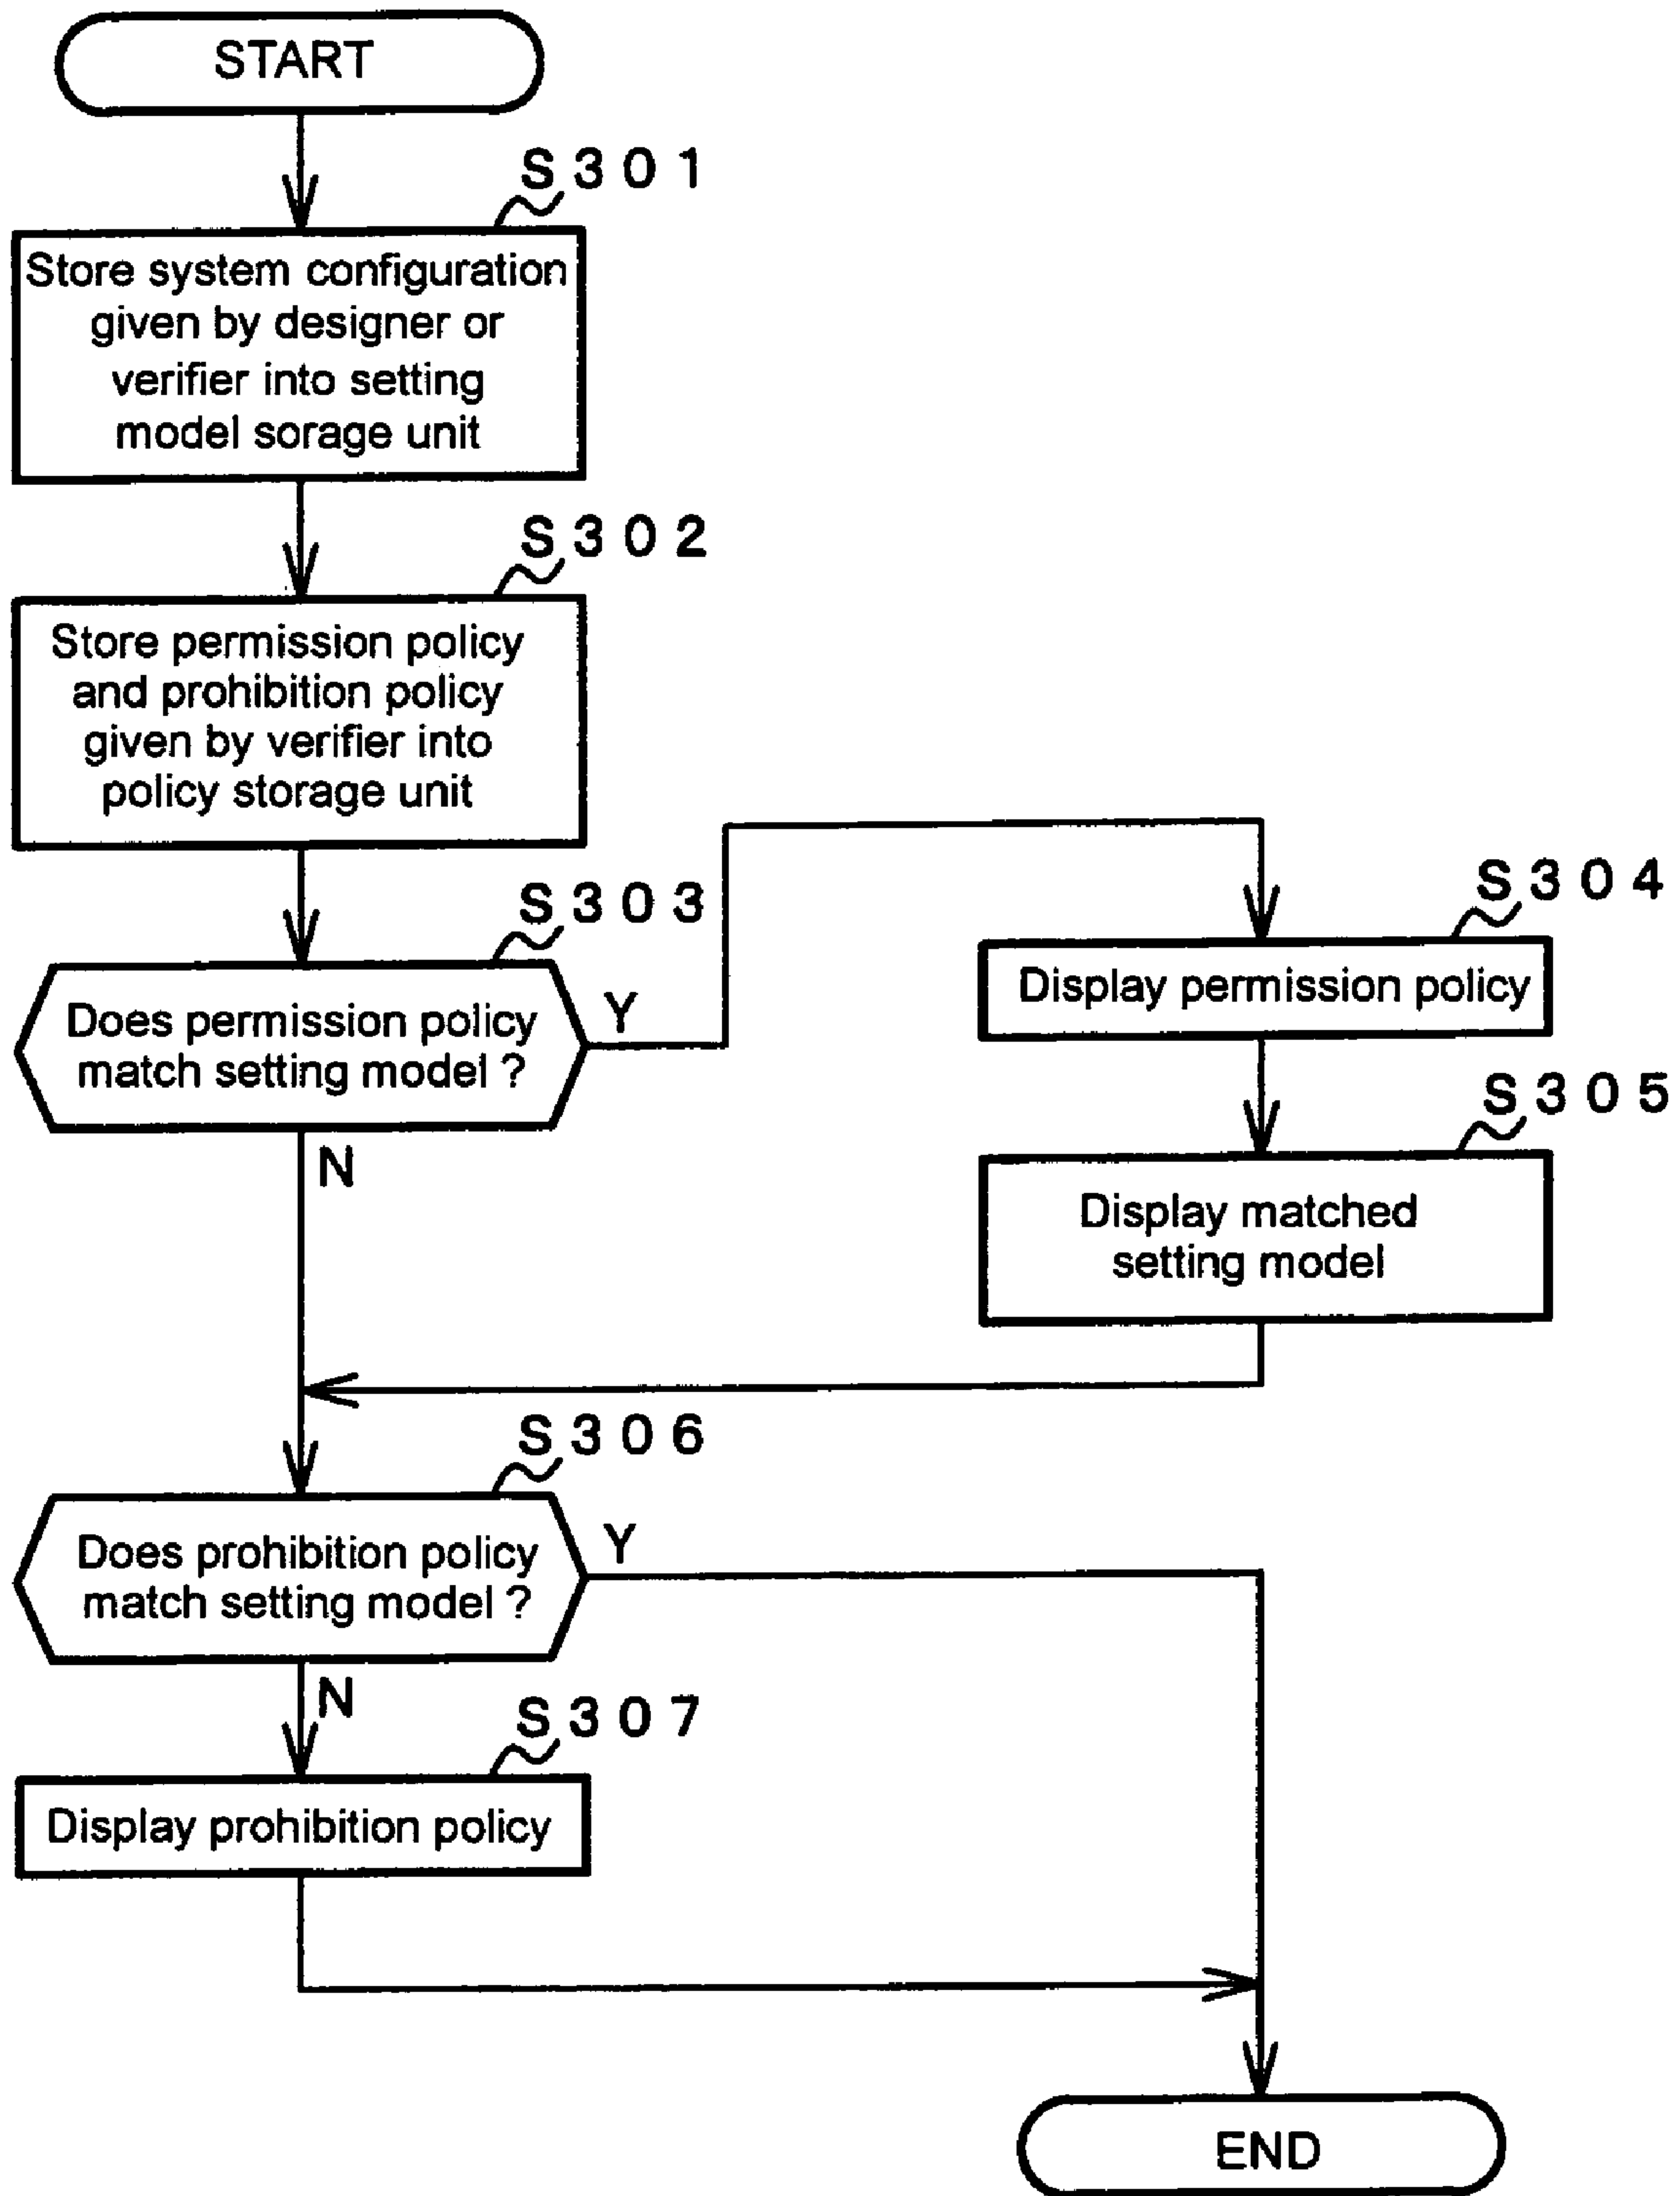 START
S301
Store system configuration
given by designer or
verifier into setting
model sorage unit
S302
Store permission policy
and prohibition policy
given by verifier into
policy storage unit
S303
Does permission policy
match setting model ?
Y
N
S304
Display permission policy
S305
Display matched
setting model
S306
Does prohibition policy
match setting model ?
Y
N
S307
Display prohibition policy
END